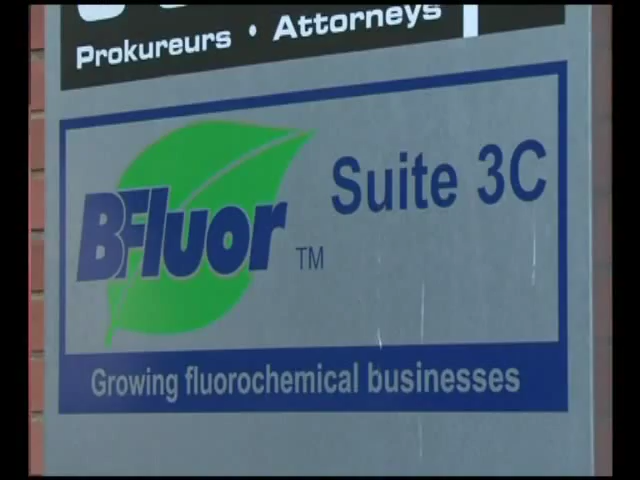 Prokureurs • Attorneys
BFluor TM
Suite 3C
Growing fluorochemical businesses